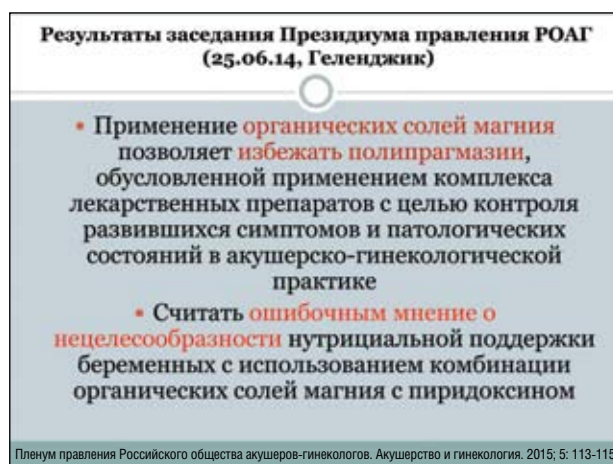 Результаты заседания Президиума правления РОАГ
(25.06.14, Геленджик)
• Применение органических солей магния
позволяет избежать полипрагмазии,
обусловленной применением комплекса
лекарственных препаратов с целью контроля
развившихся симптомов и патологических
состояний в акушерско-гинекологической
практике
• Считать ошибочным мнение о
нецелесообразности нутрициальной поддержки
беременных с использованием комбинации
органических солей магния с пиридоксином
Пленум правления Российского общества акушеров-гинекологов. Акушерство и гинекология. 2015; 5: 113-115